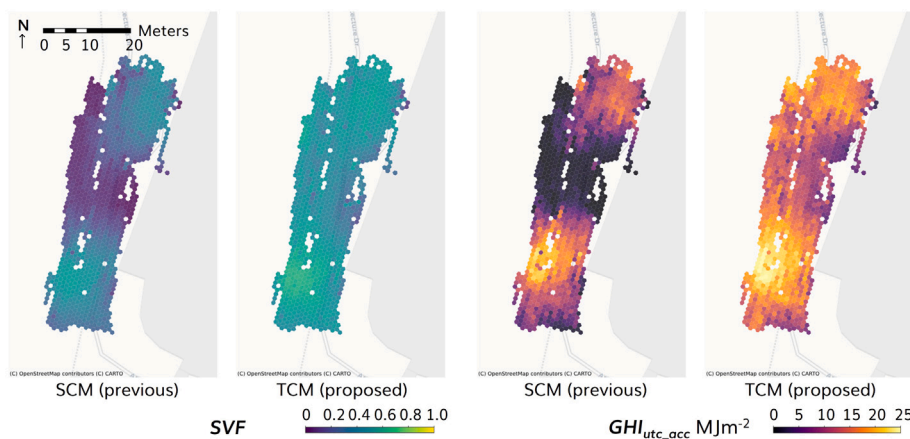 N
0 5 10 20 Meters
(C) OpenStreetMap contributors (C) CARTO
(C) OpenStreetMap contributors (C) CARTO
(C) OpenStreetMap contributors (C) CARTO
(C) OpenStreetMap contributors (C) CARTO
SCM (previous)
TCM (proposed)
SCM (previous)
TCM (proposed)
SVF
0 0.2 0.4 0.6 0.8 1.0
GHIutc_acc MJm-2
0 5 10 15 20 25